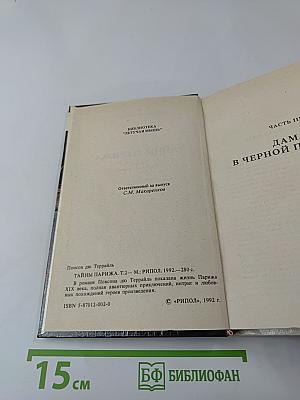 БИБЛИОТЕКА
"ЛЕТУЧАЯ МЫШЬ"
Ответственный за выпуск
С.М. Макаренков
Понсон дю Террайль
ТАЙНЫ ПАРИЖА. Т.2— М.: РИПОЛ. 1992.—280 с.
В романе Понсона дю Террайля показана жизнь Парижа
XIX века, полная авантюрных приключений, интриг и любов-
ных похождений героев произведения.
ISBN 5-87012-002-0
© «РИПОЛ», 1992 г.
ЧАСТЬ
ДАМ
В ЧЕРНОЙ П
15 см
БФ БИБЛИОФАН